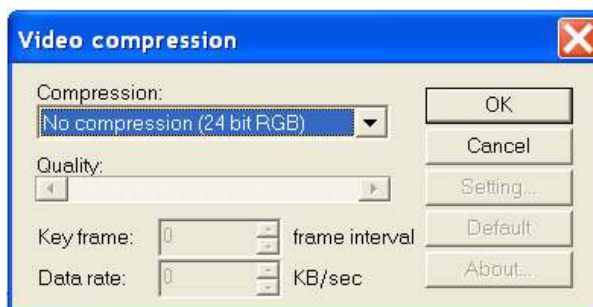 Video compression
Compression:
No compression (24 bit RGB)
Quality:
Key frame: 0 frame interval
Data rate: 0 KB/sec
OK
Cancel
Setting...
Default
About...